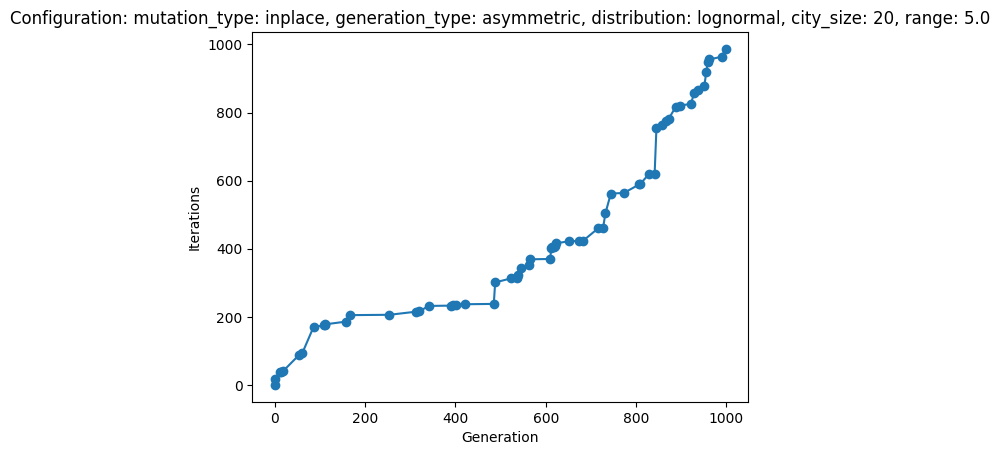 Configuration: mutation_type: inplace, generation_type: asymmetric, distribution: lognormal, city_size: 20, range: 5.0
1000
800
600
400
200
0
Iterations
0 200 400 600 800 1000
Generation